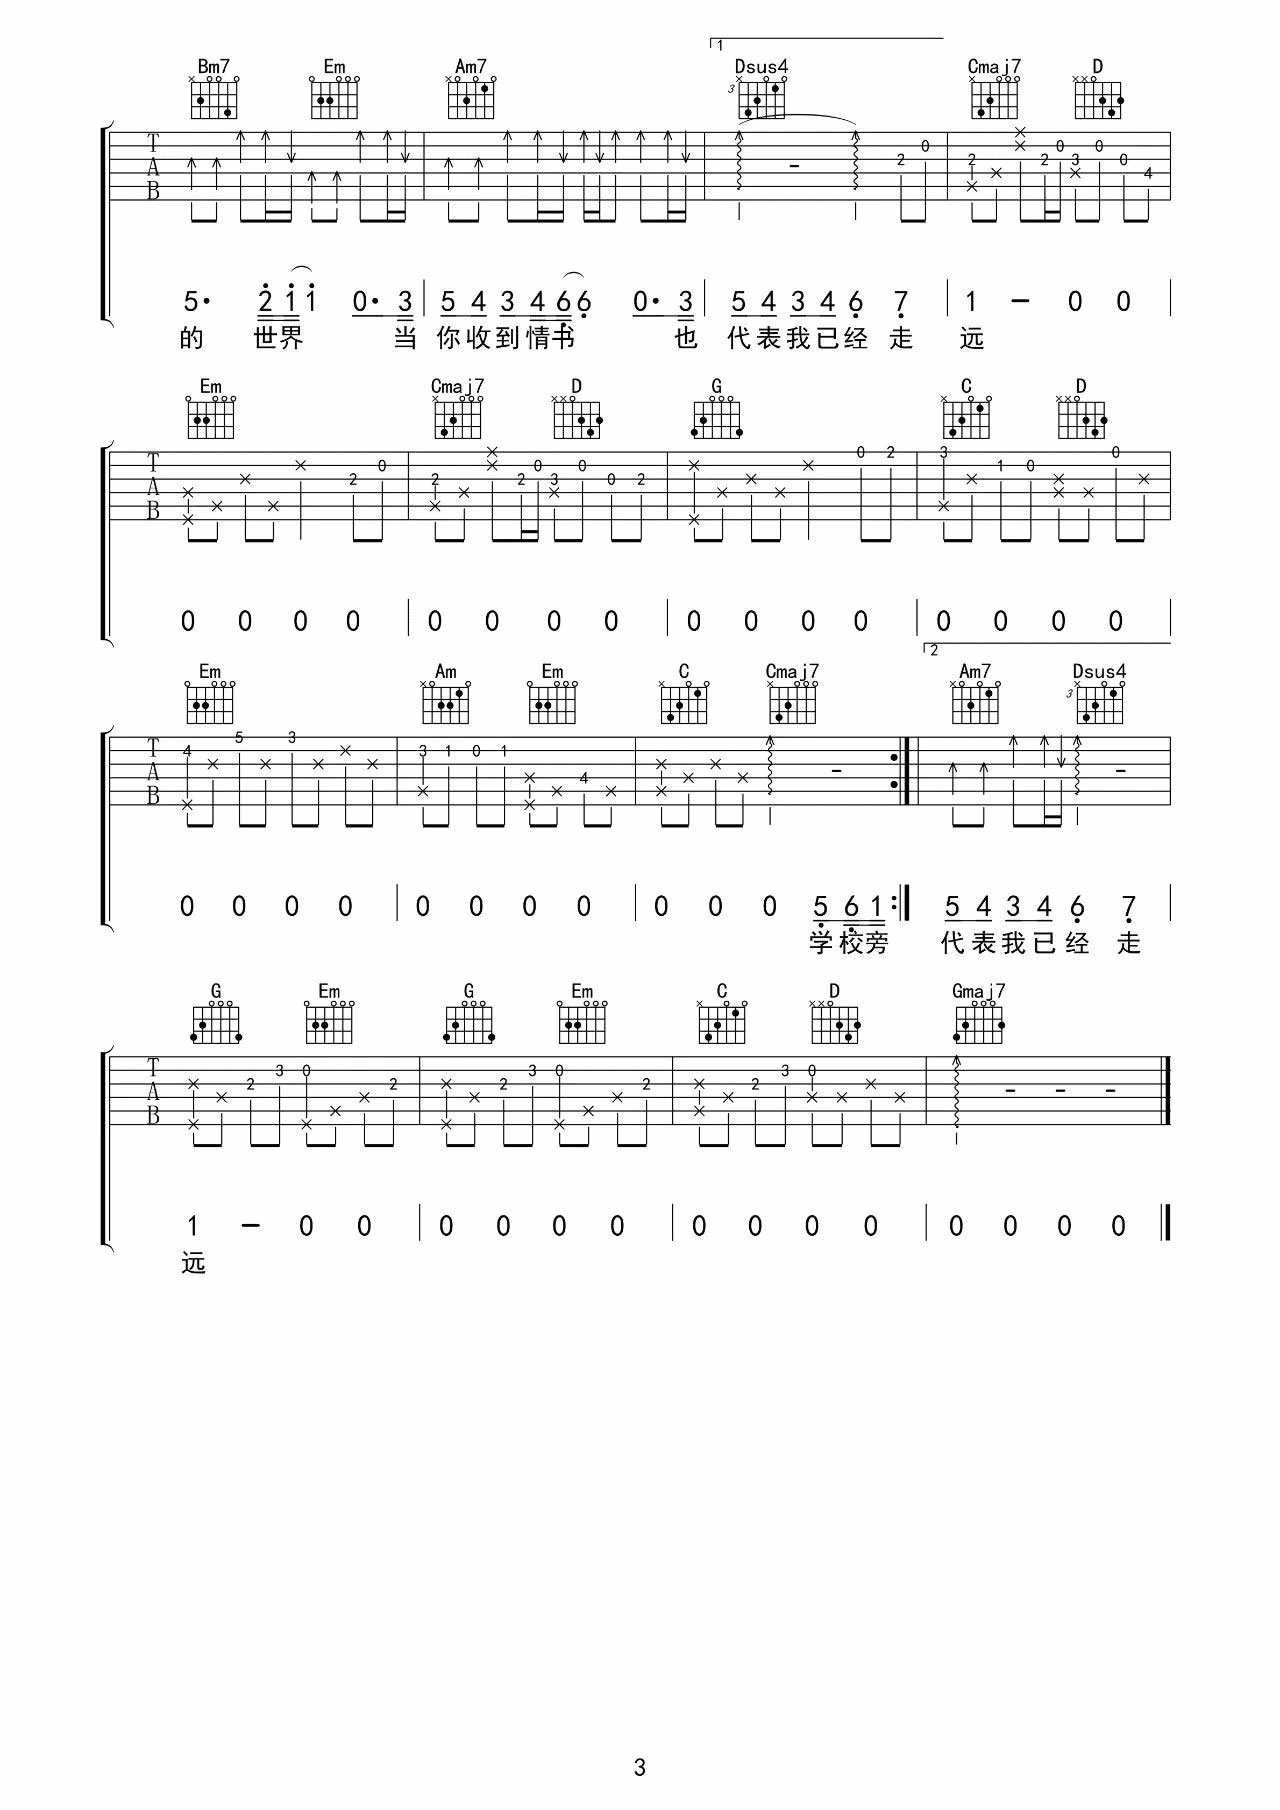 1
Bm7 Em Am7 Dsus4 Cmaj7 D
3
T A B 2 0 2 2 0 3 0 0 4
5· 2 1 1 0· 3 5 4 3 4 6 6 0· 3 5 4 3 4 6 7 1 — 0 0
的 世界 当 你收到情书 也 代表我已经 走 远
Em Cmaj7 D G C D
T A B 2 0 2 2 0 3 0 0 2 0 2 3 1 0 0
0 0 0 0 0 0 0 0 0 0 0 0 0 0 0 0
2
Em Am Em C Cmaj7 Am7 Dsus4
3
T A B 4 5 3 3 1 0 1 4
0 0 0 0 0 0 0 0 0 0 0 5 6 1 5 4 3 4 6 7
学校旁 代表我已经 走
G Em G Em C D Gmaj7
T A B 2 3 0 2 2 3 0 2 2 3 0
1 — 0 0 0 0 0 0 0 0 0 0 0 0 0 0
远
3